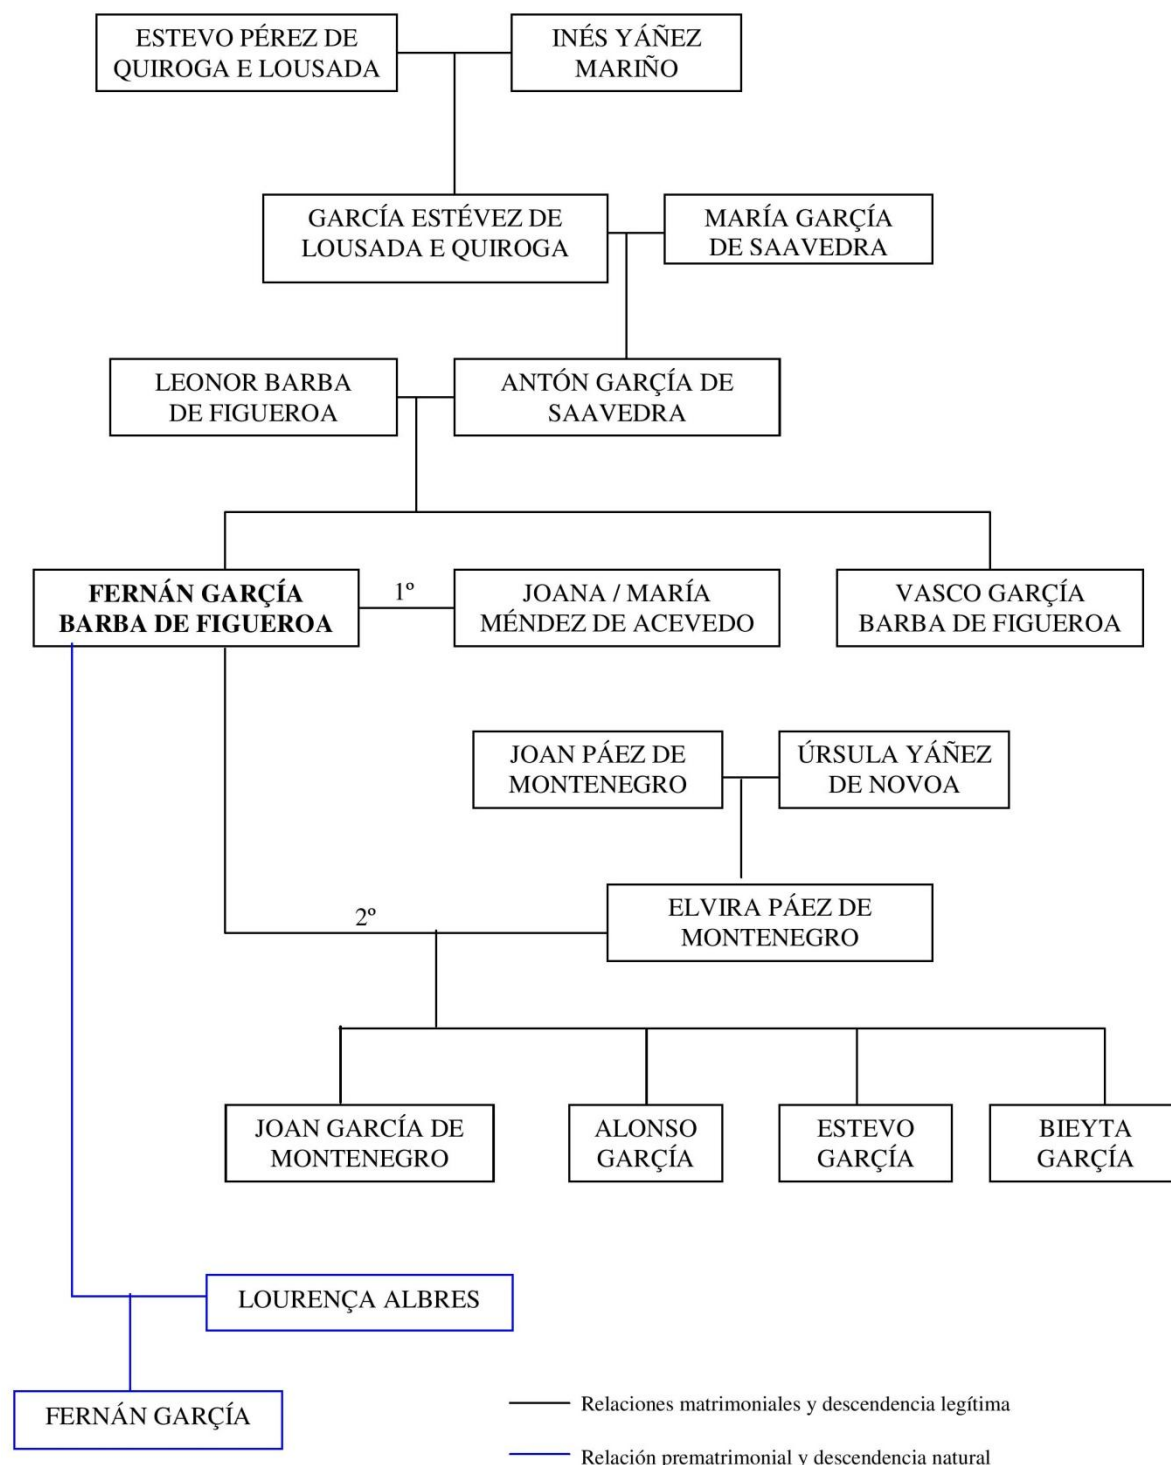 ESTEVO PÉREZ DE
QUIROGA E LOUSADA
INÉS YÁÑEZ
MARIÑO
GARCÍA ESTÉVEZ DE
LOUSADA E QUIROGA
MARÍA GARÇÍA
DE SAAVEDRA
LEONOR BARBA
DE FIGUEROA
ANTÓN GARÇÍA DE
SAAVEDRA
FERNÁN GARÇÍA
BARBA DE FIGUEROA
1º
JOANA / MARÍA
MÉNDEZ DE ACEVEDO
VASCO GARÇÍA
BARBA DE FIGUEROA
JOAN PÁEZ DE
MONTENEGRO
ÚRSULA YÁÑEZ
DE NOVOA
2º
ELVIRA PÁEZ DE
MONTENEGRO
JOAN GARCÍA DE
MONTENEGRO
ALONSO
GARÇÍA
ESTEVO
GARÇÍA
BIEYTA
GARÇÍA
LOURENÇA ALBRES
FERNÁN GARÇÍA
Relaciones matrimoniales y descendencia legítima
Relación prematrimonial y descendencia natural